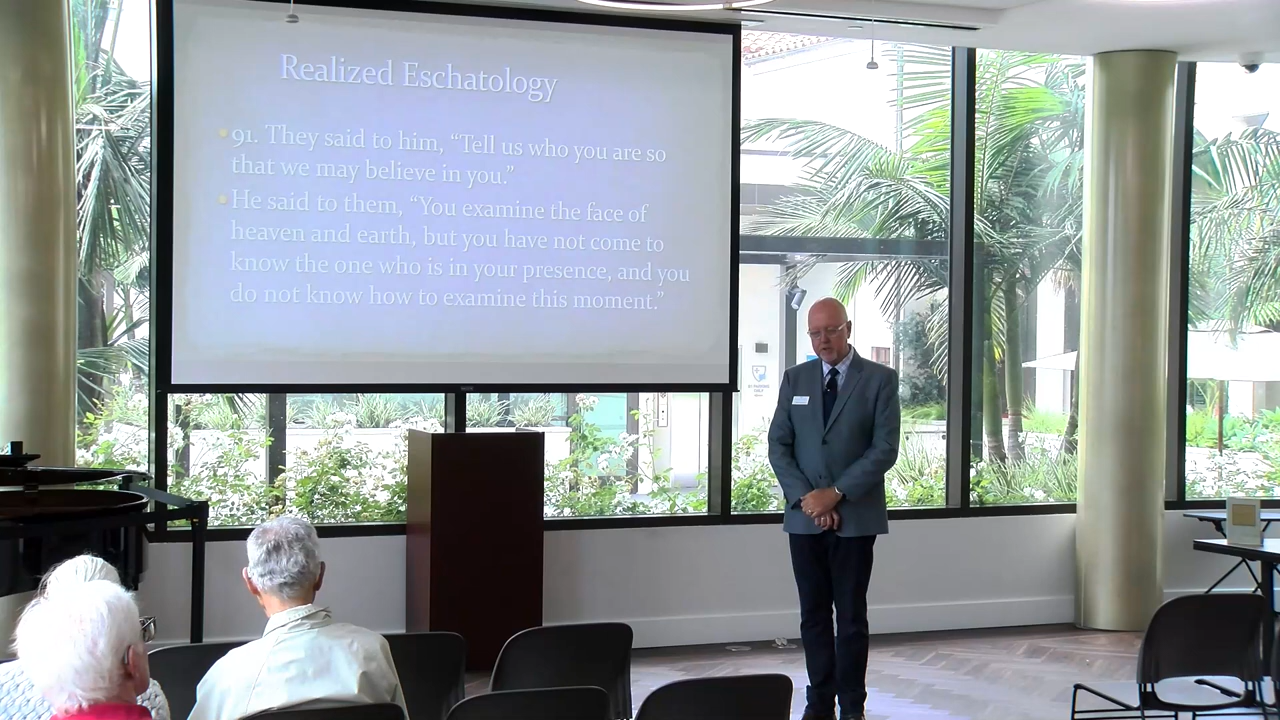 Realized Eschatology
91. They said to him, “Tell us who you are so
that we may believe in you.”
He said to them, “You examine the face of
heaven and earth, but you have not come to
know the one who is in your presence, and you
do not know how to examine this moment.”